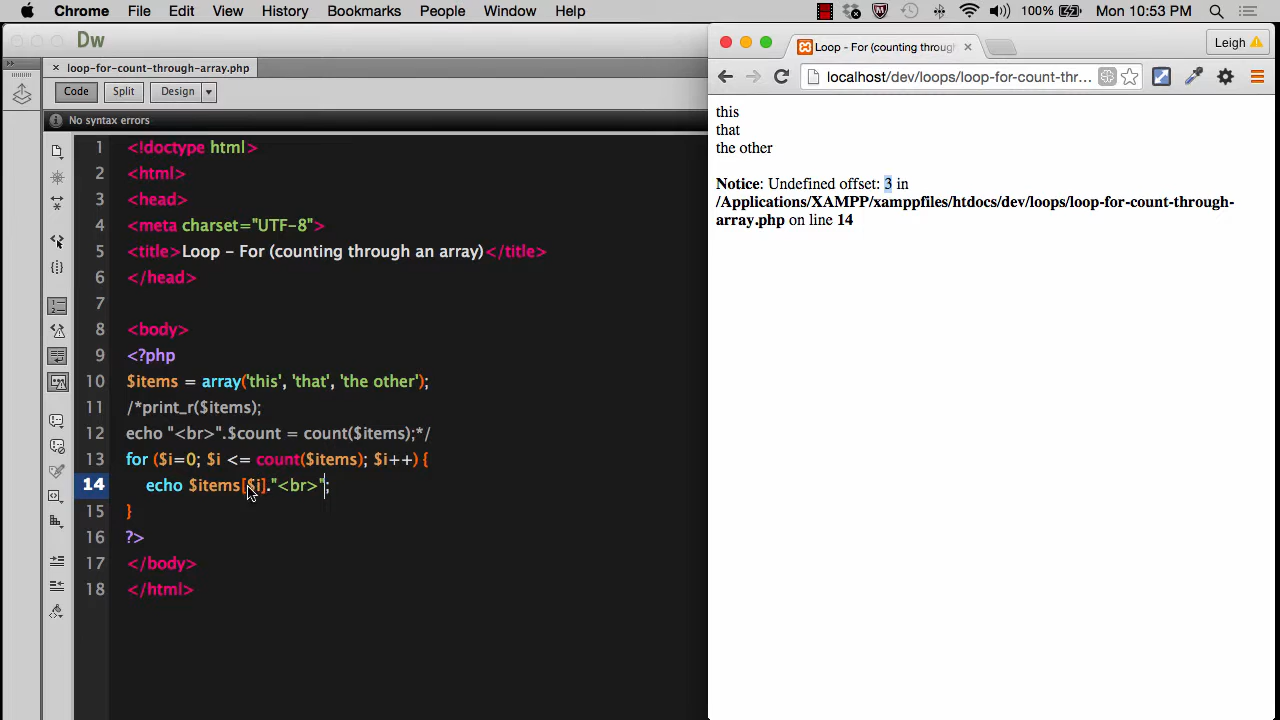 Chrome File Edit View History Bookmarks People Window Help 100% Mon 10:53 PM
Dw
× loop-for-count-through-array.php
Code Split Design
No syntax errors
1 <!doctype html>
2 <html>
3 <head>
4 <meta charset="UTF-8">
5 <title>Loop - For (counting through an array)</title>
6 </head>
7
8 <body>
9 <?php
10 $items = array('this', 'that', 'the other');
11 /*print_r($items);
12 echo "<br>".$count = count($items);*/
13 for ($i=0; $i <= count($items); $i++) {
14 echo $items[$i]."<br>";
15 }
16 ?>
17 </body>
18 </html>
Loop - For (counting throug × Leigh
localhost/dev/loops/loop-for-count-thr...
this
that
the other
Notice: Undefined offset: 3 in
/Applications/XAMPP/xamppfiles/htdocs/dev/loops/loop-for-count-through-
array.php on line 14